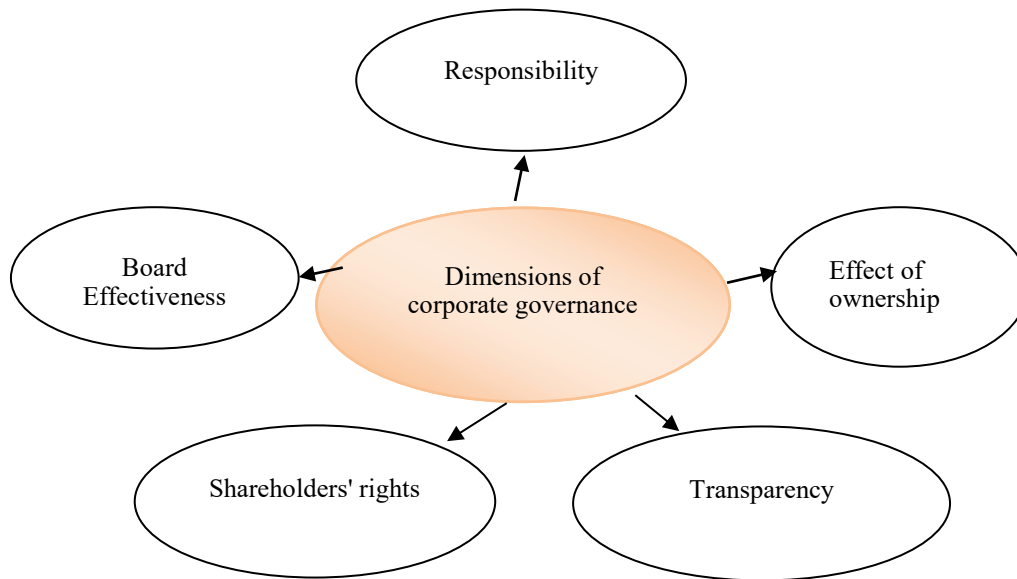 Responsibility
Board
Effectiveness
Dimensions of
corporate governance
Effect of
ownership
Shareholders' rights
Transparency